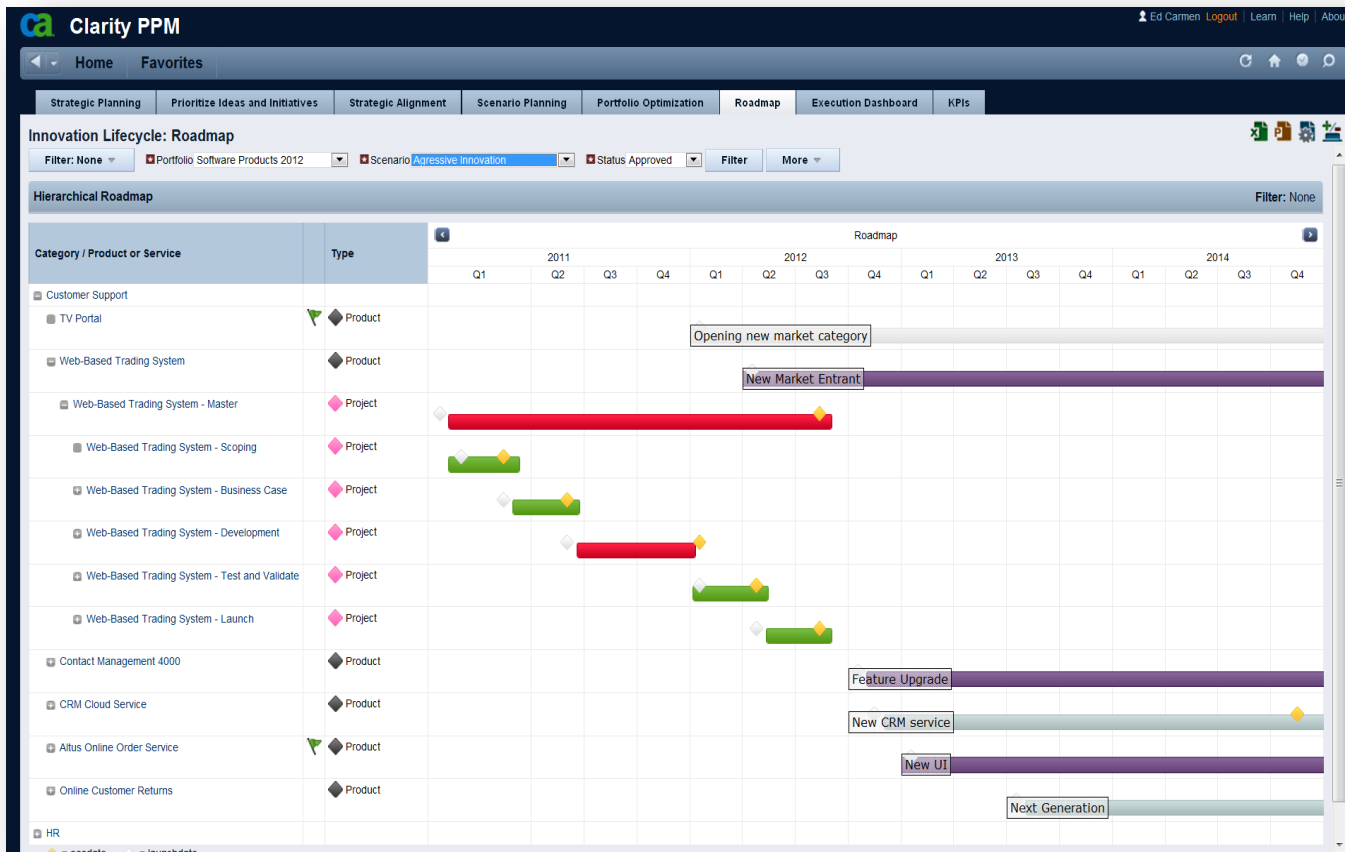 ca Clarity PPM
Ed Carmen Logout | Learn | Help | Abou
Home Favorites
Strategic Planning Prioritize Ideas and Initiatives Strategic Alignment Scenario Planning Portfolio Optimization Roadmap Execution Dashboard KPIs
Innovation Lifecycle: Roadmap
Filter: None Portfolio Software Products 2012 Scenario Agressive Innovation Status Approved Filter More
Hierarchical Roadmap Filter: None
Category / Product or Service Type Roadmap
2011 2012 2013 2014
Q1 Q2 Q3 Q4 Q1 Q2 Q3 Q4 Q1 Q2 Q3 Q4 Q1 Q2 Q3 Q4
Customer Support
TV Portal Product Opening new market category
Web-Based Trading System Product New Market Entrant
Web-Based Trading System - Master Project
Web-Based Trading System - Scoping Project
Web-Based Trading System - Business Case Project
Web-Based Trading System - Development Project
Web-Based Trading System - Test and Validate Project
Web-Based Trading System - Launch Project
Contact Management 4000 Product Feature Upgrade
CRM Cloud Service Product New CRM service
Altus Online Order Service Product New UI
Online Customer Returns Product Next Generation
HR